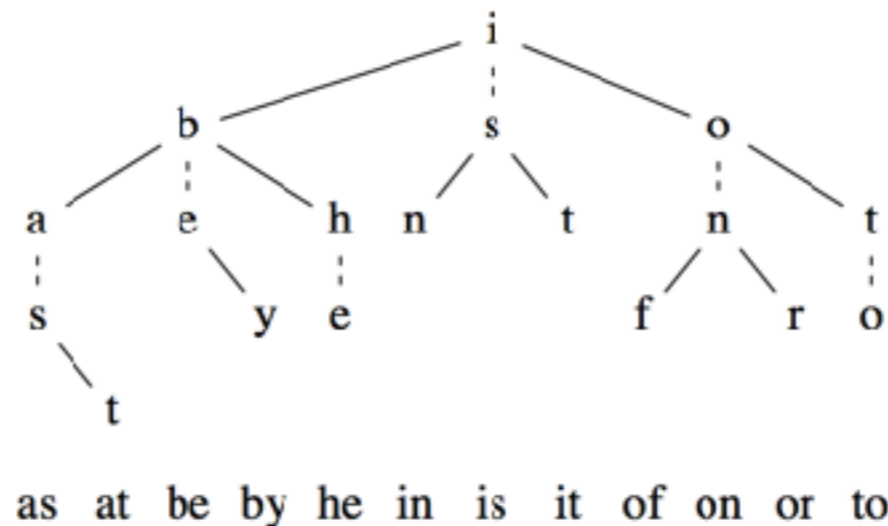 i
b s o
a e h n t n t
s y e f r o
t
as at be by he in is it of on or to